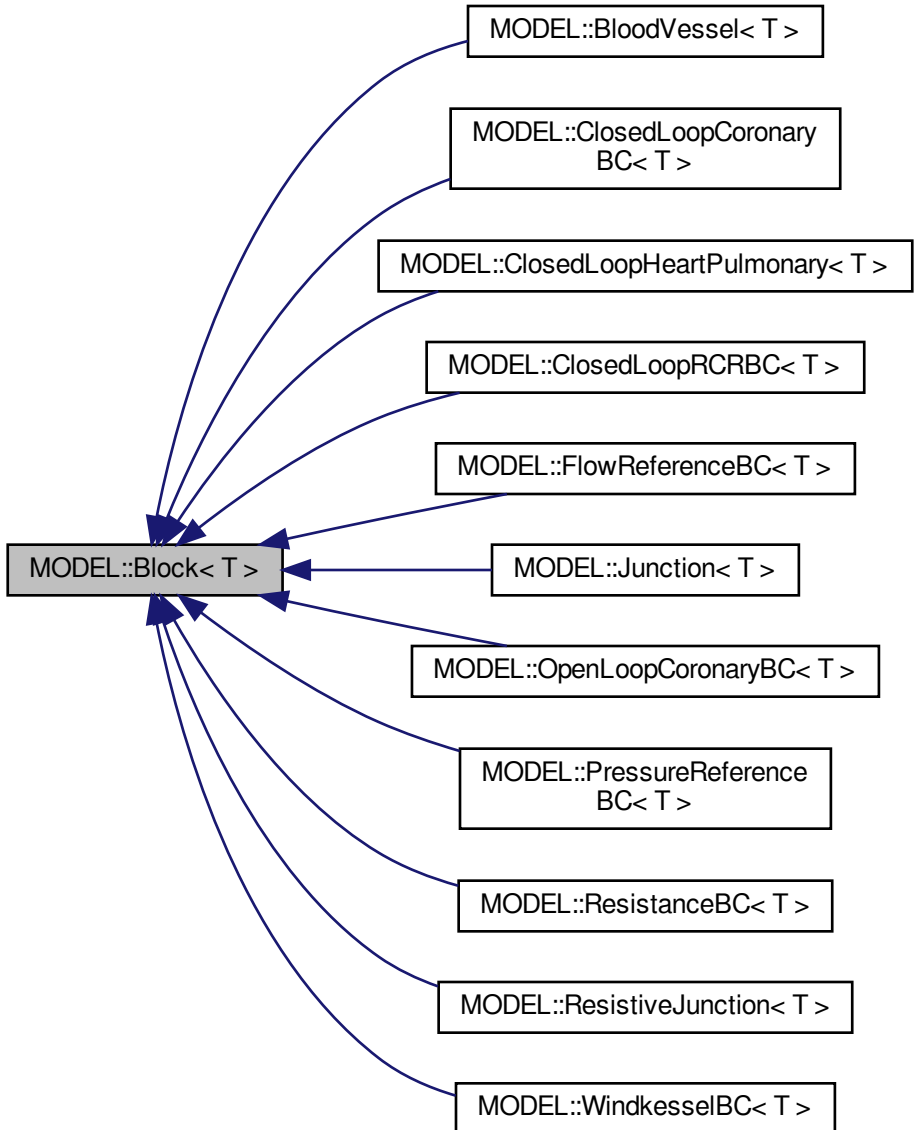 MODEL::BloodVessel< T >
MODEL::ClosedLoopCoronary
BC< T >
MODEL::ClosedLoopHeartPulmonary< T >
MODEL::ClosedLoopRCRBC< T >
MODEL::FlowReferenceBC< T >
MODEL::Block< T >
MODEL::Junction< T >
MODEL::OpenLoopCoronaryBC< T >
MODEL::PressureReference
BC< T >
MODEL::ResistanceBC< T >
MODEL::ResistiveJunction< T >
MODEL::WindkesselBC< T >